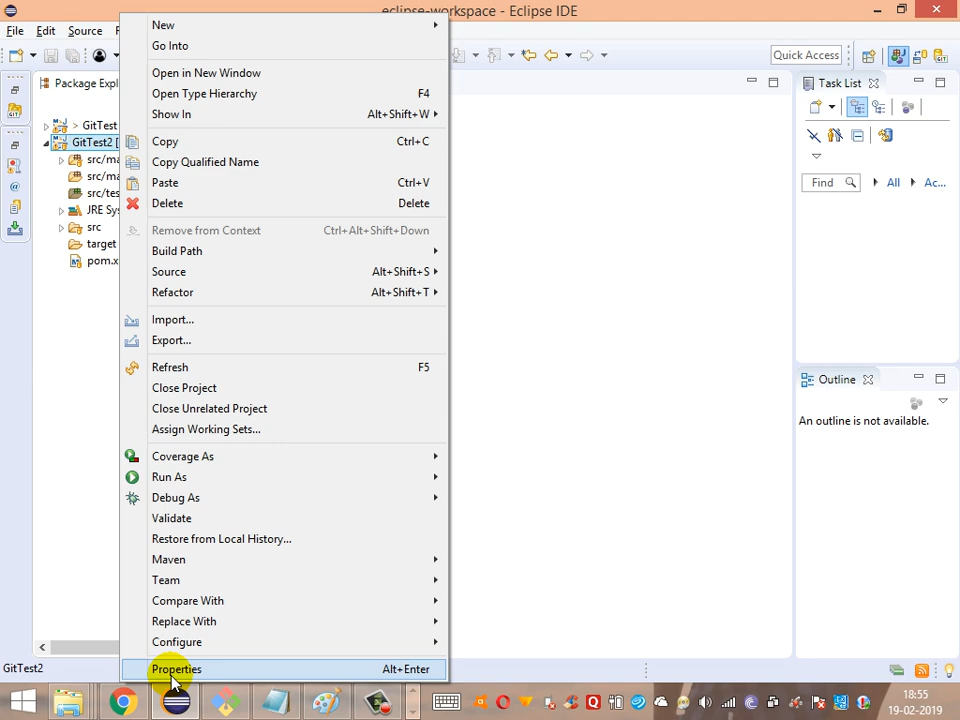 eclipse-workspace - Eclipse IDE
File Edit Source
Quick Access
Package Expl
> GitTest
GitTest2 [
src/ma
src/ma
src/tes
JRE Sys
src
target
pom.x
New
Go Into
Open in New Window
Open Type Hierarchy F4
Show In Alt+Shift+W
Copy Ctrl+C
Copy Qualified Name
Paste Ctrl+V
Delete Delete
Remove from Context Ctrl+Alt+Shift+Down
Build Path
Source Alt+Shift+S
Refactor Alt+Shift+T
Import...
Export...
Refresh F5
Close Project
Close Unrelated Project
Assign Working Sets...
Coverage As
Run As
Debug As
Validate
Restore from Local History...
Maven
Team
Compare With
Replace With
Configure
Properties Alt+Enter
Task List
Find All Ac...
Outline
An outline is not available.
GitTest2
18:55
19-02-2019